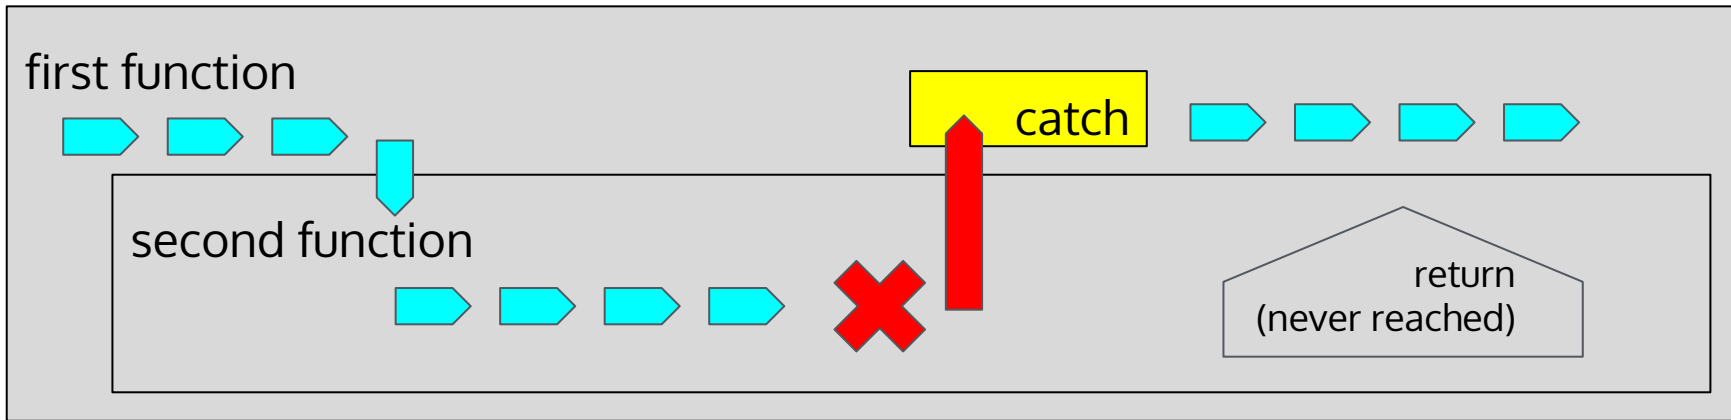 first function
catch
second function
return
(never reached)